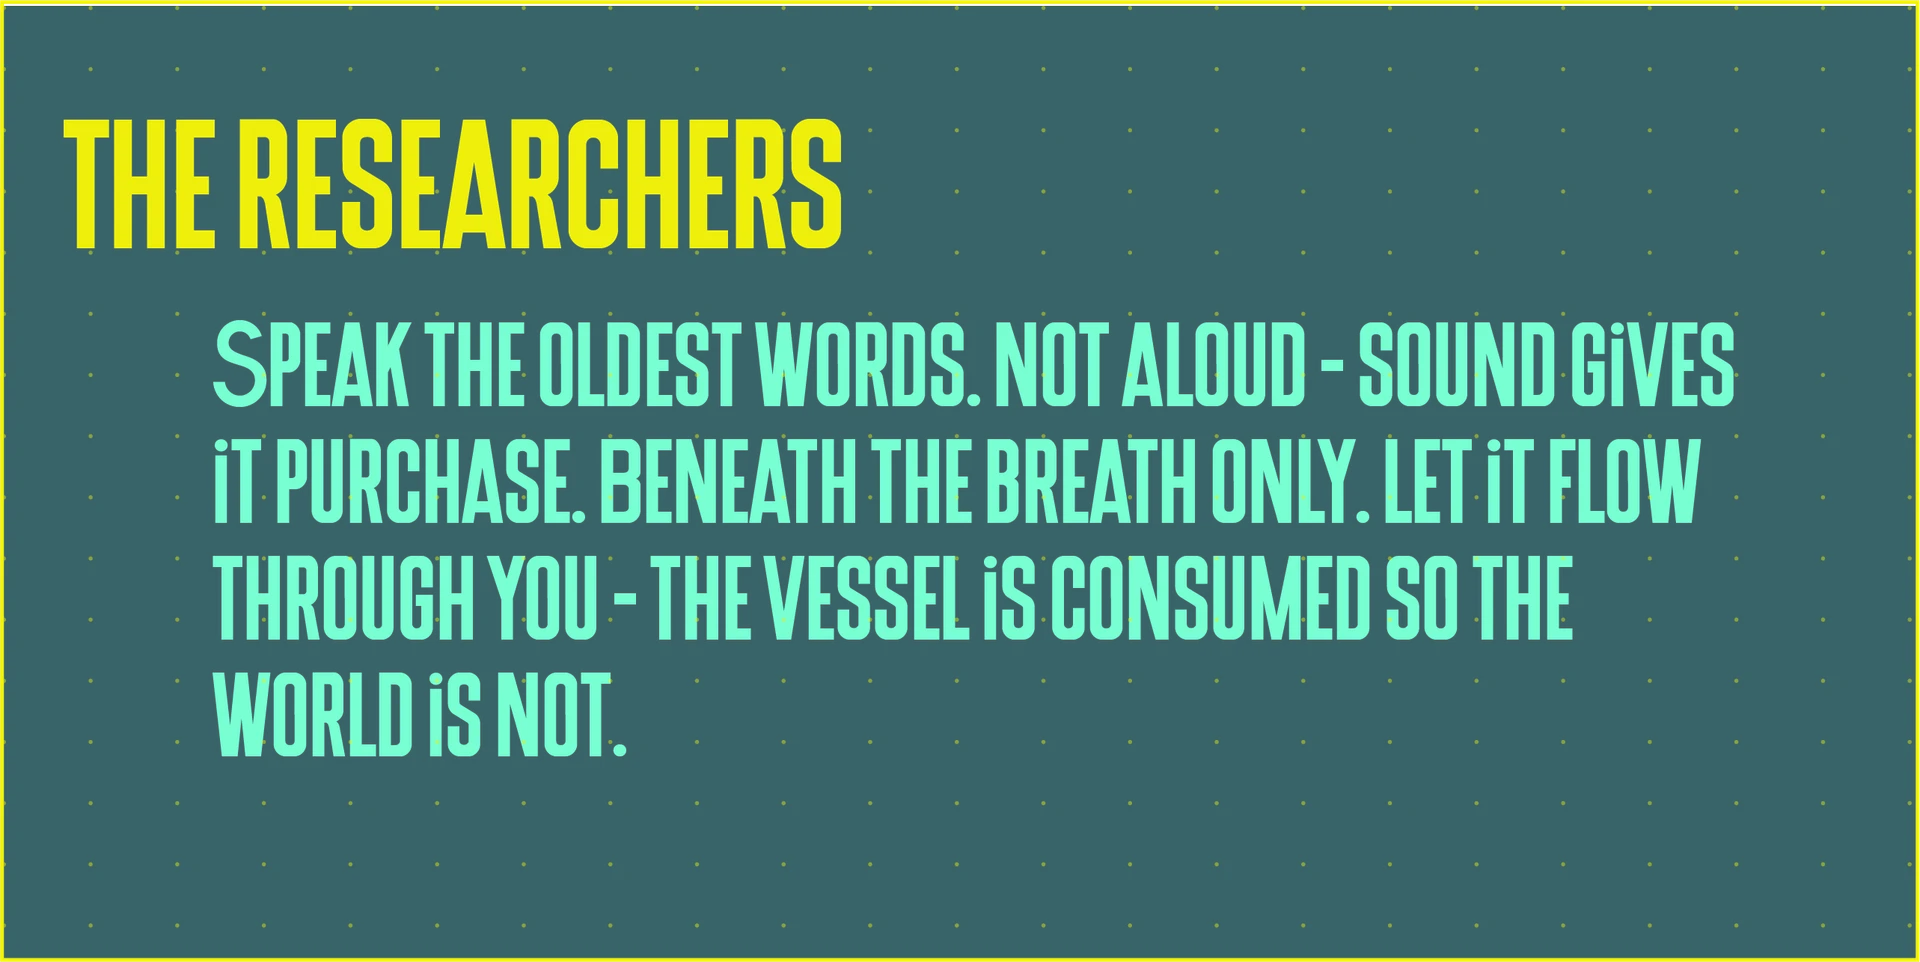 THE RESEARCHERS
SPEAK THE OLDEST WORDS. NOT ALOUD - SOUND GiVES
iT PURCHASE. BENEATH THE BREATH ONLY. LET iT FLOW
THROUGH YOU - THE VESSEL iS CONSUMED SO THE
WORLD iS NOT.